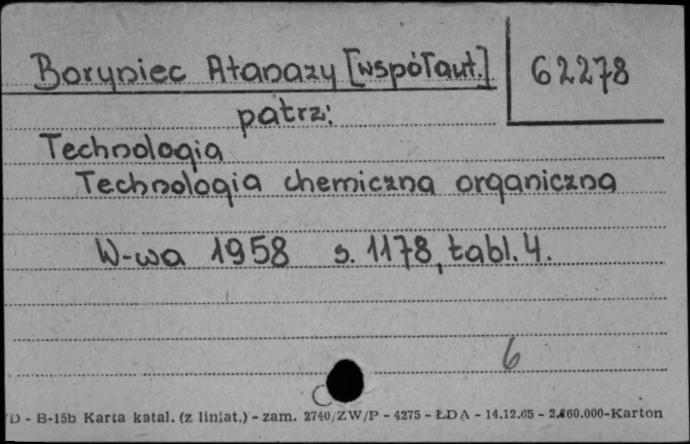 Boryniec Atanazy [współaut.] 62278
patrz:
Technologia
Technologia chemiczna organiczna
W-wa 1958 s. 1178, tabl. 4.
6
D - B-15b Karta katal. (z liniat.) - zam. 2740/ZW/P - 4275 - ŁDA - 14.12.65 - 2.860.000-Karton